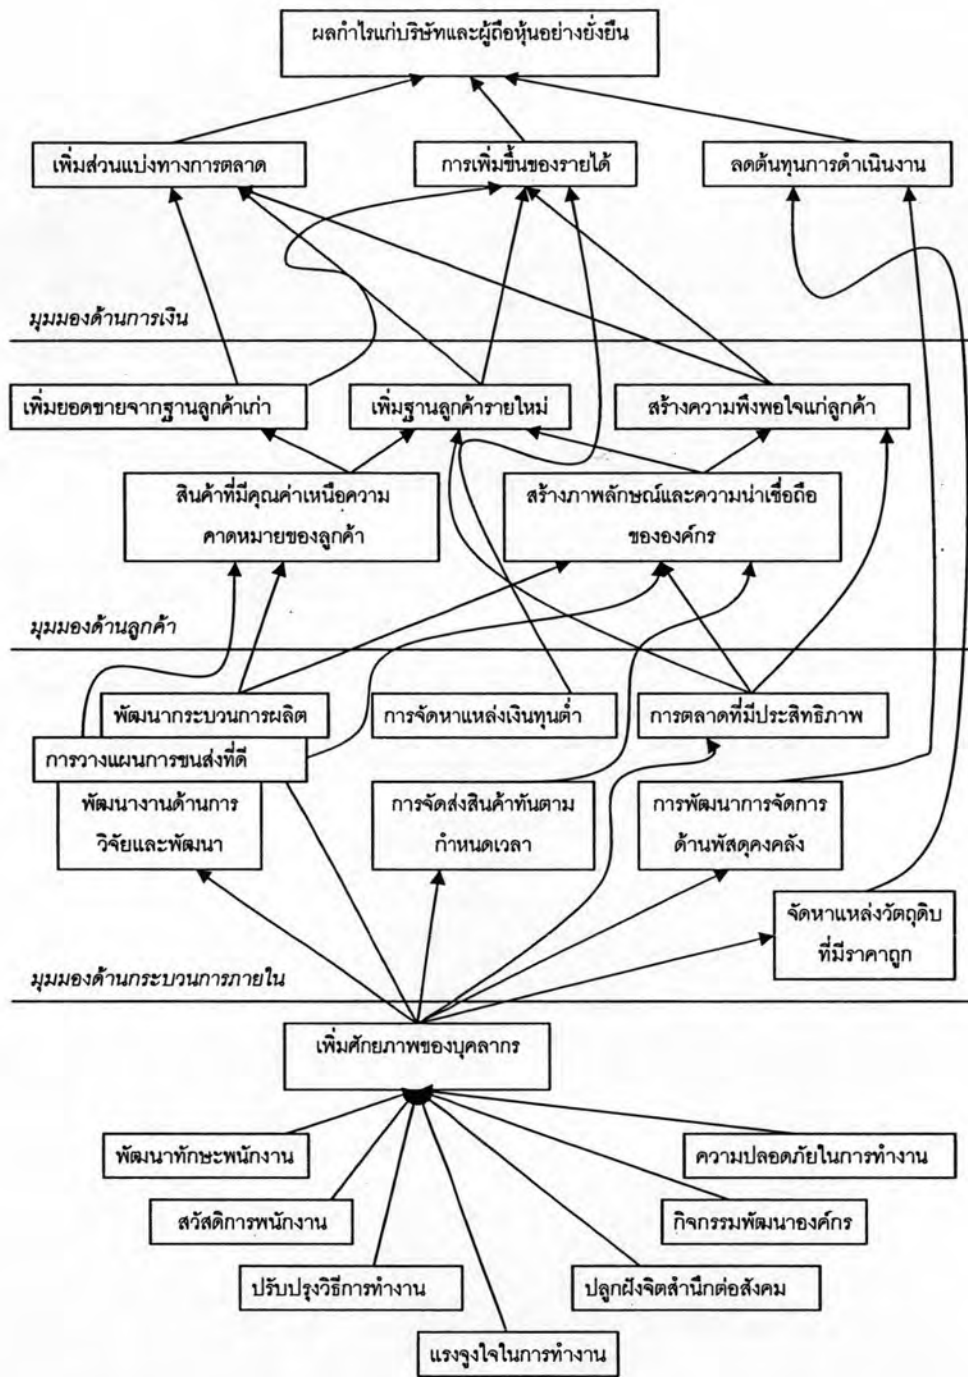 ผลกำไรแก่บริษัทและผู้ถือหุ้นอย่างยั่งยืน
เพิ่มส่วนแบ่งทางการตลาด
การเพิ่มขึ้นของรายได้
ลดต้นทุนการดำเนินงาน
มุมมองด้านการเงิน
เพิ่มยอดขายจากฐานลูกค้าเก่า
เพิ่มฐานลูกค้ารายใหม่
สร้างความพึงพอใจแก่ลูกค้า
สินค้าที่มีคุณค่าเหนือความ
คาดหมายของลูกค้า
สร้างภาพลักษณ์และความน่าเชื่อถือ
ขององค์กร
มุมมองด้านลูกค้า
พัฒนากระบวนการผลิต
การจัดหาแหล่งเงินทุนต่ำ
การตลาดที่มีประสิทธิภาพ
การวางแผนการขนส่งที่ดี
พัฒนางานด้านการ
วิจัยและพัฒนา
การจัดส่งสินค้าทันตาม
กำหนดเวลา
การพัฒนาการจัดการ
ด้านพัสดุคงคลัง
จัดหาแหล่งวัตถุดิบ
ที่มีราคาถูก
มุมมองด้านกระบวนการภายใน
เพิ่มศักยภาพของบุคลากร
พัฒนาทักษะพนักงาน
ความปลอดภัยในการทำงาน
สวัสดิการพนักงาน
กิจกรรมพัฒนาองค์กร
ปรับปรุงวิธีการทำงาน
ปลูกฝังจิตสำนึกต่อสังคม
แรงจูงใจในการทำงาน